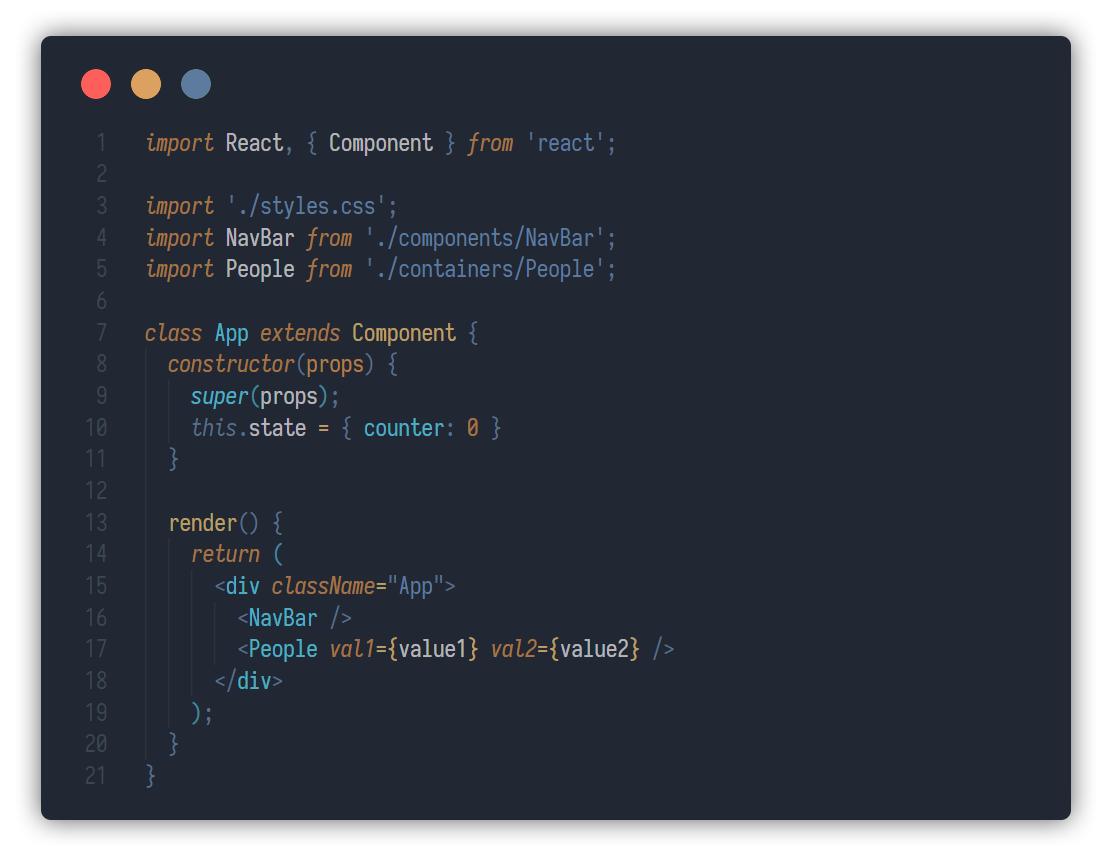 1 import React, { Component } from 'react';
2
3 import './styles.css';
4 import NavBar from './components/NavBar';
5 import People from './containers/People';
6
7 class App extends Component {
8   constructor(props) {
9     super(props);
10     this.state = { counter: 0 }
11   }
12
13   render() {
14     return (
15       <div className="App">
16         <NavBar />
17         <People val1={value1} val2={value2} />
18       </div>
19     );
20   }
21 }